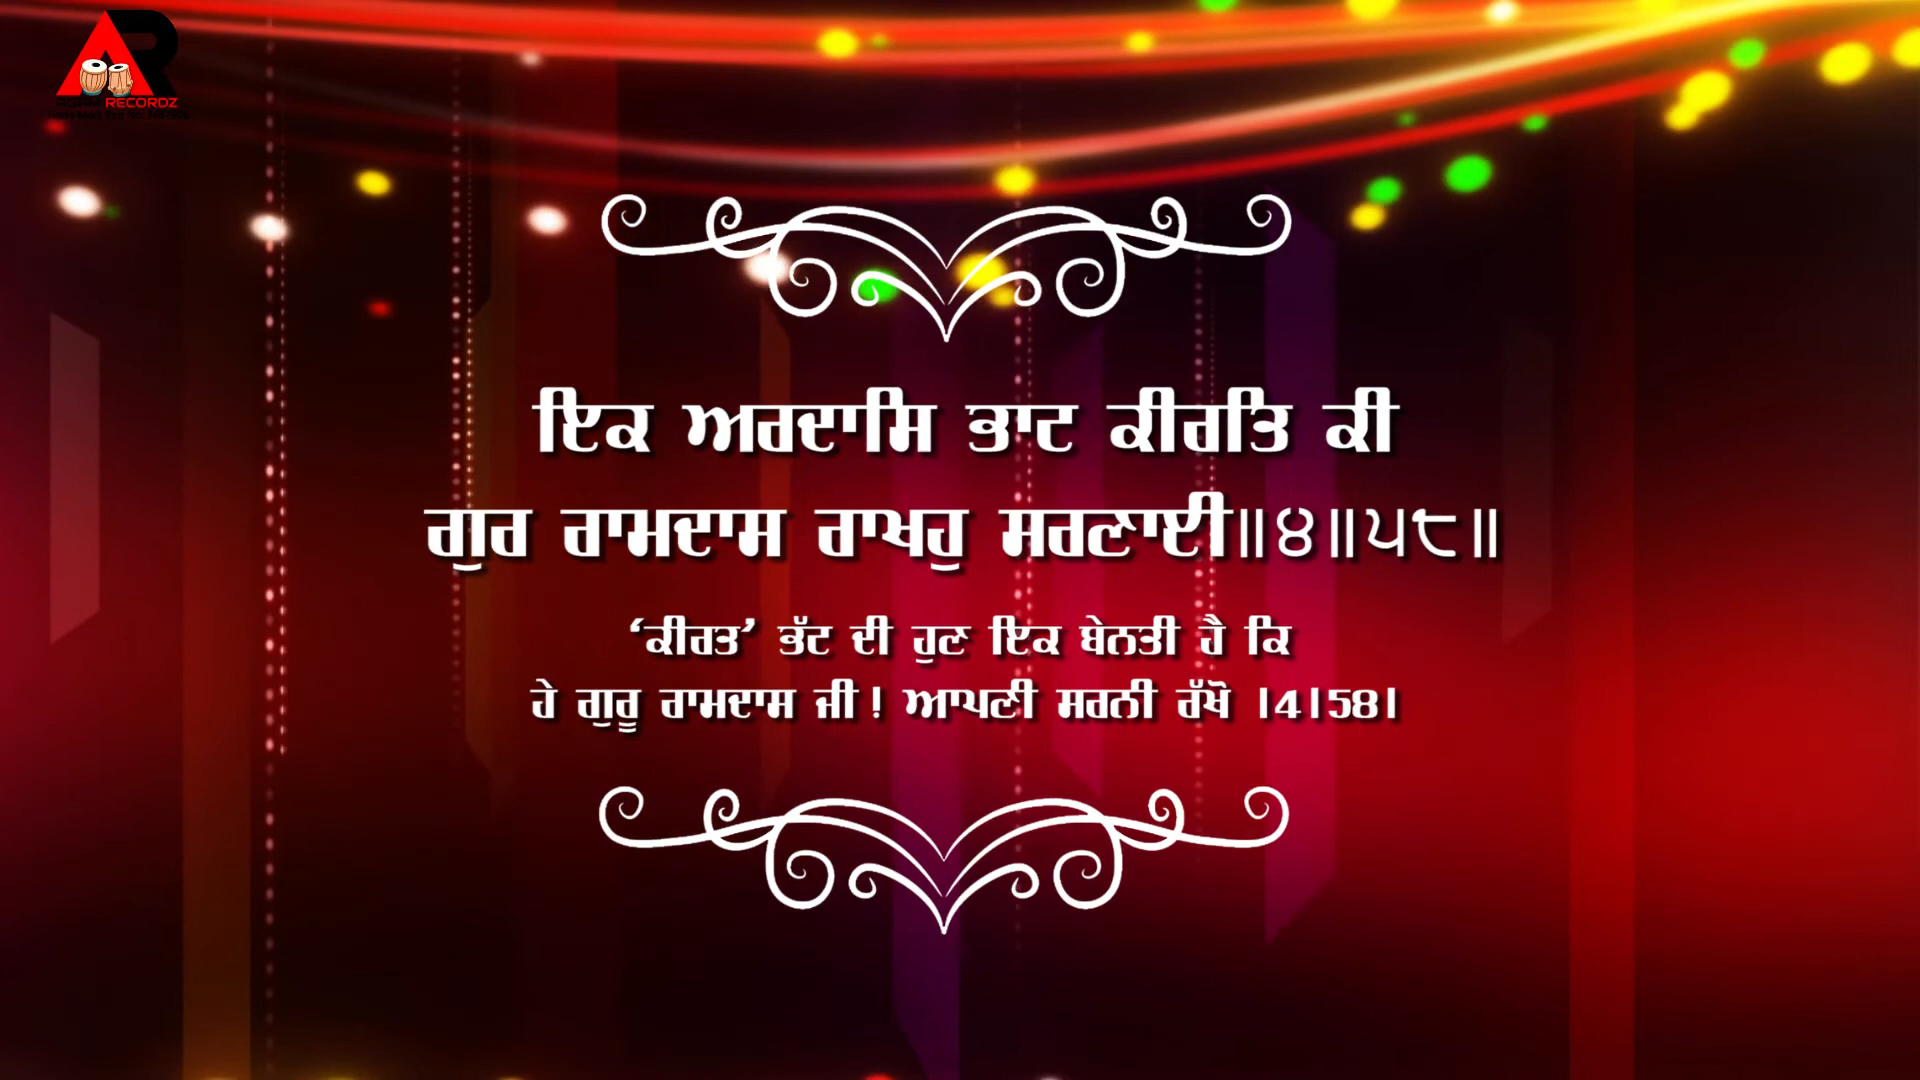 RECORDZ
ਇਕ ਅਰਦਾਸਿ ਭਾਟ ਕੀਰਤਿ ਕੀ
ਗੁਰ ਰਾਮਦਾਸ ਰਾਖਹੁ ਸਰਣਾਈ॥੪॥੫੮॥
‘ਕੀਰਤ’ ਭੱਟ ਦੀ ਹੁਣ ਇਕ ਬੇਨਤੀ ਹੈ ਕਿ
ਹੇ ਗੁਰੂ ਰਾਮਦਾਸ ਜੀ! ਆਪਣੀ ਸਰਨੀ ਰੱਖੋ ।4।58।